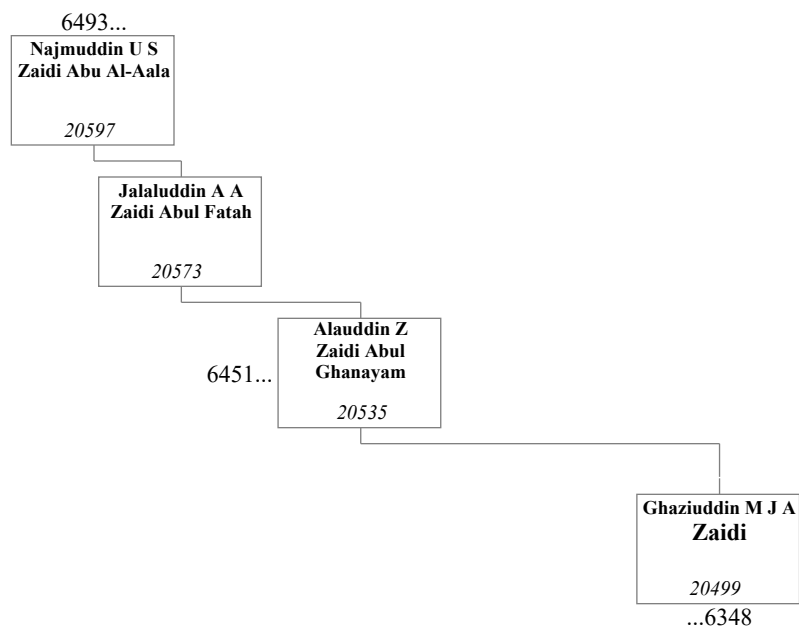 6493...
Najmuddin U S
Zaidi Abu Al-Aala
20597
Jalaluddin A A
Zaidi Abul Fatah
20573
Alauddin Z
Zaidi Abul
Ghanayam
6451...
20535
Ghaziuddin M J A
Zaidi
20499
...6348